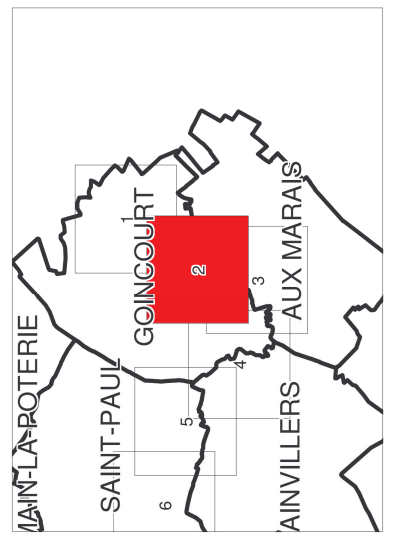 MAIN-LA-POTERIE
SAINT-PAUL
GOINCOURT
AUX MARAIS
AINVILLERS
1
2
3
4
5
6